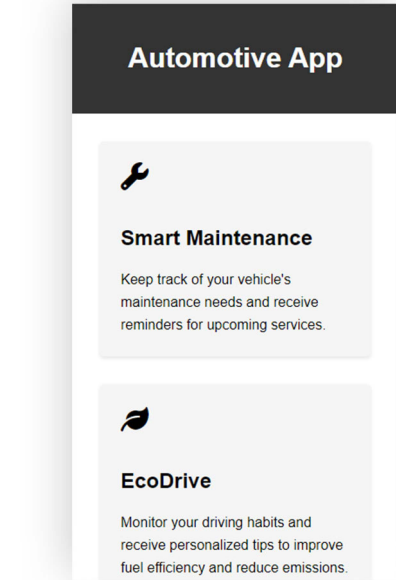 Automotive App
Smart Maintenance
Keep track of your vehicle's
maintenance needs and receive
reminders for upcoming services.
EcoDrive
Monitor your driving habits and
receive personalized tips to improve
fuel efficiency and reduce emissions.